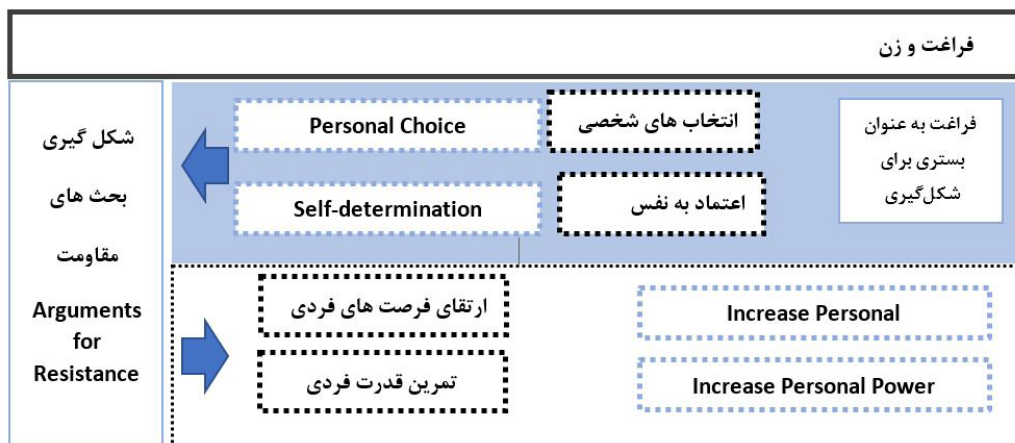 فراغت و زن
فراغت به عنوان
بستری برای
شکل‌گیری
انتخاب های شخصی
Personal Choice
اعتماد به نفس
Self-determination
شکل گیری
بحث های
مقاومت
Arguments
for
Resistance
ارتقای فرصت های فردی
Increase Personal
تمرین قدرت فردی
Increase Personal Power